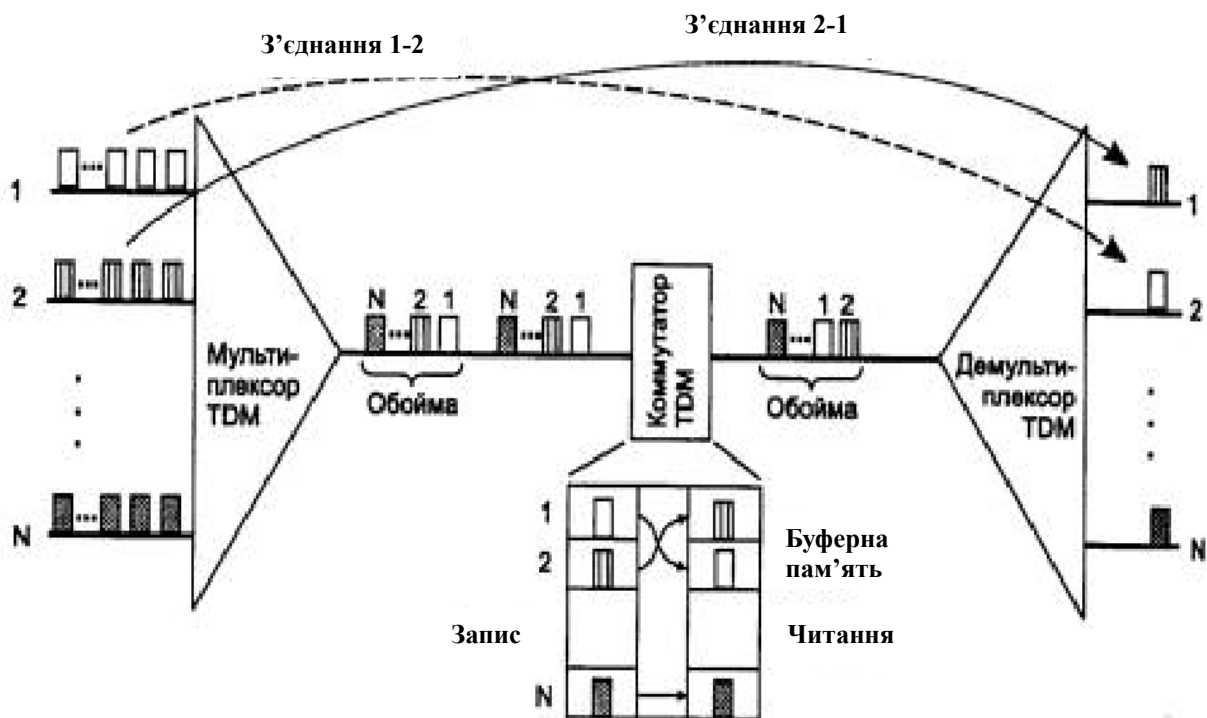 З’єднання 1-2
З’єднання 2-1
1
2
N
Мульти-
плексор
TDM
N 2 1
N 2 1
Обойма
Коммутатор
TDM
N 1 2
Обойма
Демульти-
плексор
TDM
1
2
N
1
2
N
Буферна
пам’ять
Запис
Читання